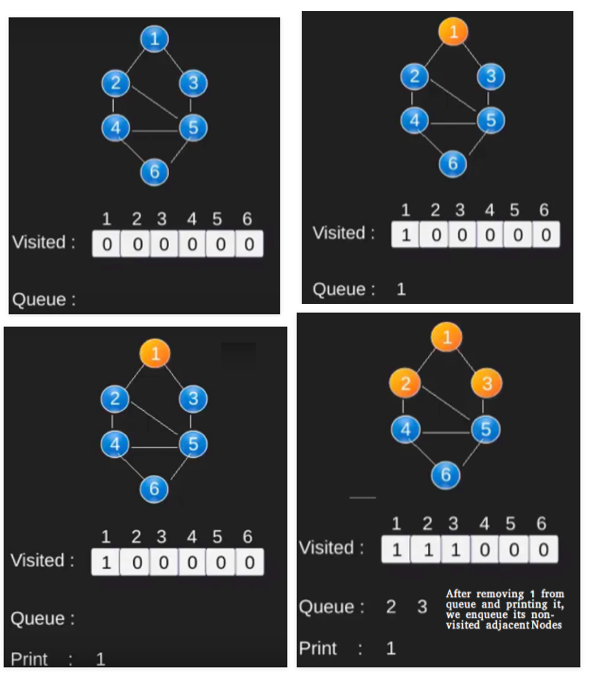 1
2 3
4 5
6
1 2 3 4 5 6
Visited : 0 0 0 0 0 0
Queue :
1
2 3
4 5
6
1 2 3 4 5 6
Visited : 1 0 0 0 0 0
Queue : 1
1
2 3
4 5
6
1 2 3 4 5 6
Visited : 1 0 0 0 0 0
Queue :
Print : 1
1
2 3
4 5
6
1 2 3 4 5 6
Visited : 1 1 1 0 0 0
Queue : 2 3
After removing 1 from
queue and printing it,
we enqueue its non-
visited adjacent Nodes
Print : 1